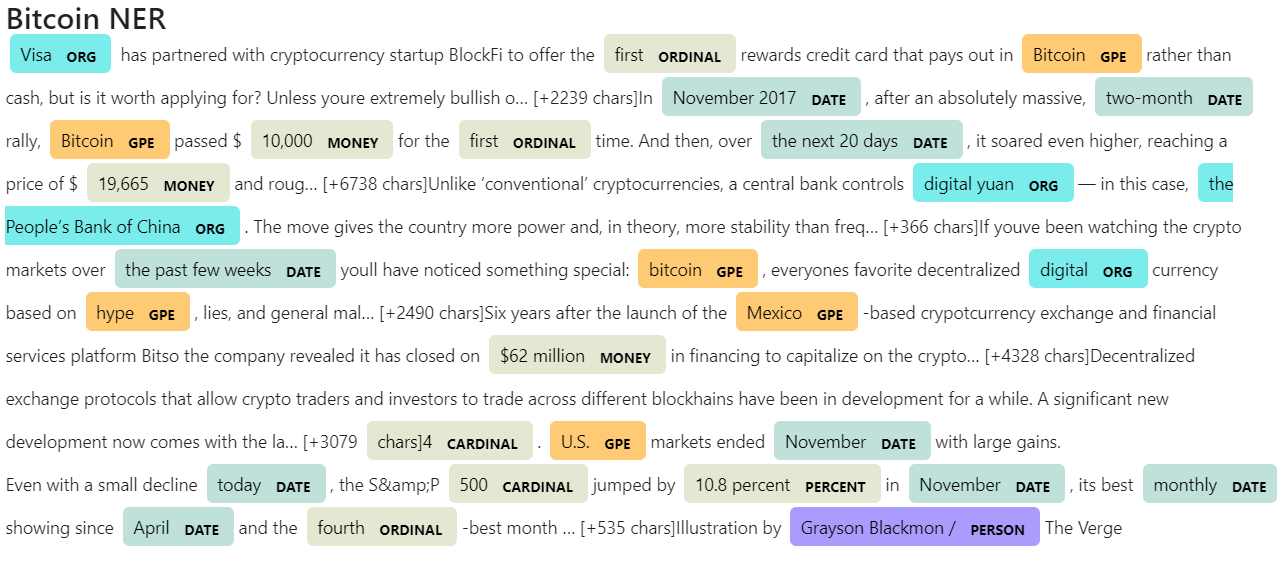 Bitcoin NER
Visa ORG has partnered with cryptocurrency startup BlockFi to offer the first ORDINAL rewards credit card that pays out in Bitcoin GPE rather than
cash, but is it worth applying for? Unless youre extremely bullish o… [+2239 chars]In November 2017 DATE , after an absolutely massive, two-month DATE
rally, Bitcoin GPE passed $ 10,000 MONEY for the first ORDINAL time. And then, over the next 20 days DATE , it soared even higher, reaching a
price of $ 19,665 MONEY and roug… [+6738 chars]Unlike ‘conventional’ cryptocurrencies, a central bank controls digital yuan ORG — in this case, the
People’s Bank of China ORG . The move gives the country more power and, in theory, more stability than freq… [+366 chars]If youve been watching the crypto
markets over the past few weeks DATE youll have noticed something special: bitcoin GPE , everyones favorite decentralized digital ORG currency
based on hype GPE , lies, and general mal… [+2490 chars]Six years after the launch of the Mexico GPE -based crypotcurrency exchange and financial
services platform Bitso the company revealed it has closed on $62 million MONEY in financing to capitalize on the crypto… [+4328 chars]Decentralized
exchange protocols that allow crypto traders and investors to trade across different blockhains have been in development for a while. A significant new
development now comes with the la… [+3079 chars]4 CARDINAL . U.S. GPE markets ended November DATE with large gains.
Even with a small decline today DATE , the S&amp;P 500 CARDINAL jumped by 10.8 percent PERCENT in November DATE , its best monthly DATE
showing since April DATE and the fourth ORDINAL -best month … [+535 chars]Illustration by Grayson Blackmon / PERSON The Verge